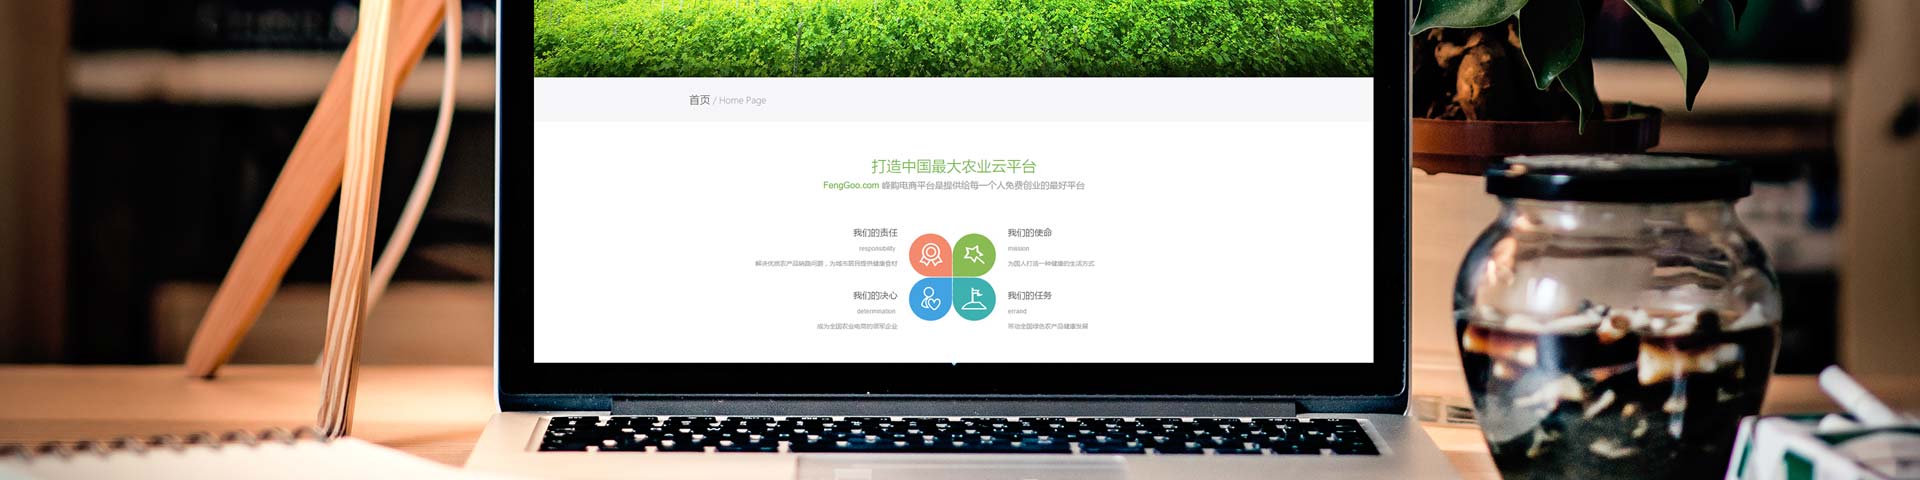 首页 / Home Page
打造中国最大农业云平台
FengGoo.com 峰购电商平台是提供给每一个人免费创业的最好平台
我们的责任
responsibility
解决优质农产品销路问题，为城市居民提供健康食材
我们的使命
mission
为国人打造一种健康的生活方式
我们的决心
determination
成为全国农业电商的领军企业
我们的任务
errand
带动全国绿色农产品健康发展